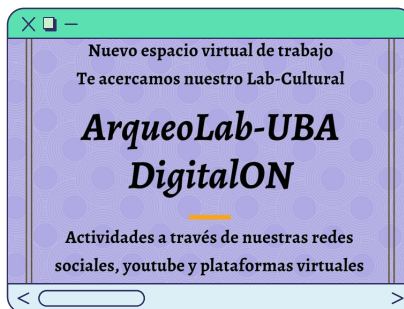 Nuevo espacio virtual de trabajo
Te acercamos nuestro Lab-Cultural
ArqueoLab-UBA
DigitalON
Actividades a través de nuestras redes
sociales, youtube y plataformas virtuales